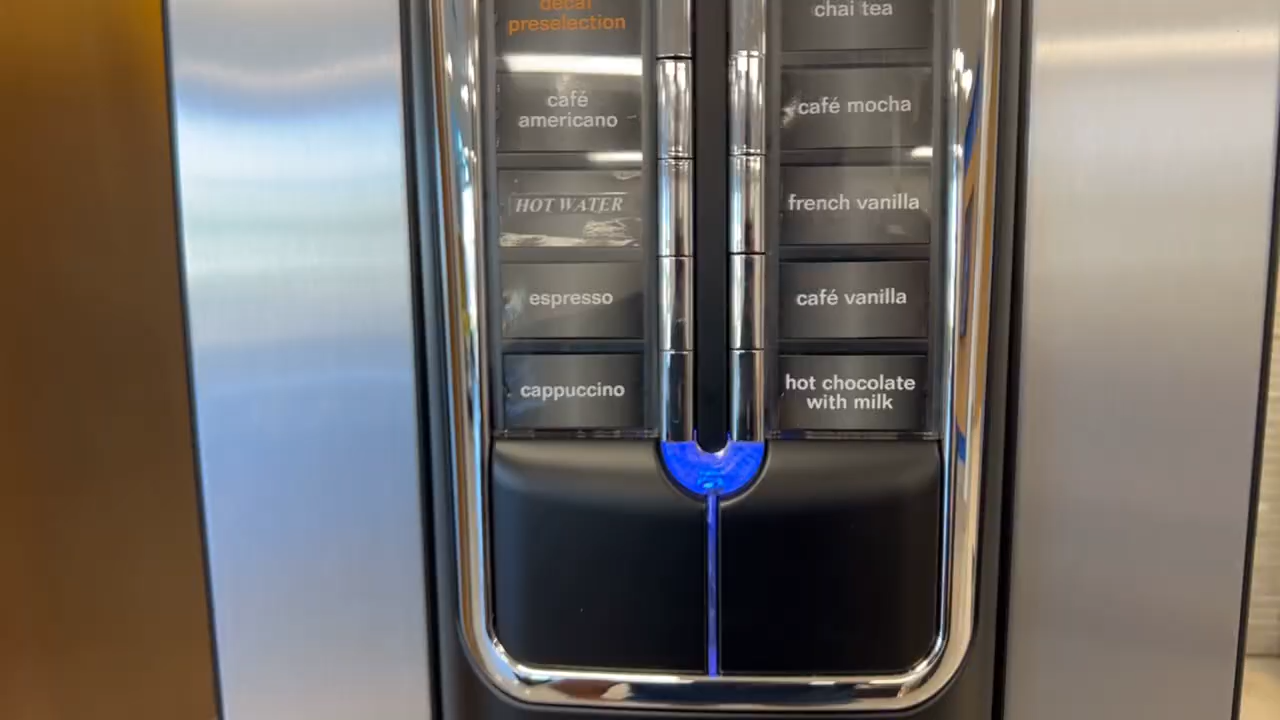 decaf
preselection
café
americano
HOT WATER
espresso
cappuccino
chai tea
café mocha
french vanilla
café vanilla
hot chocolate
with milk